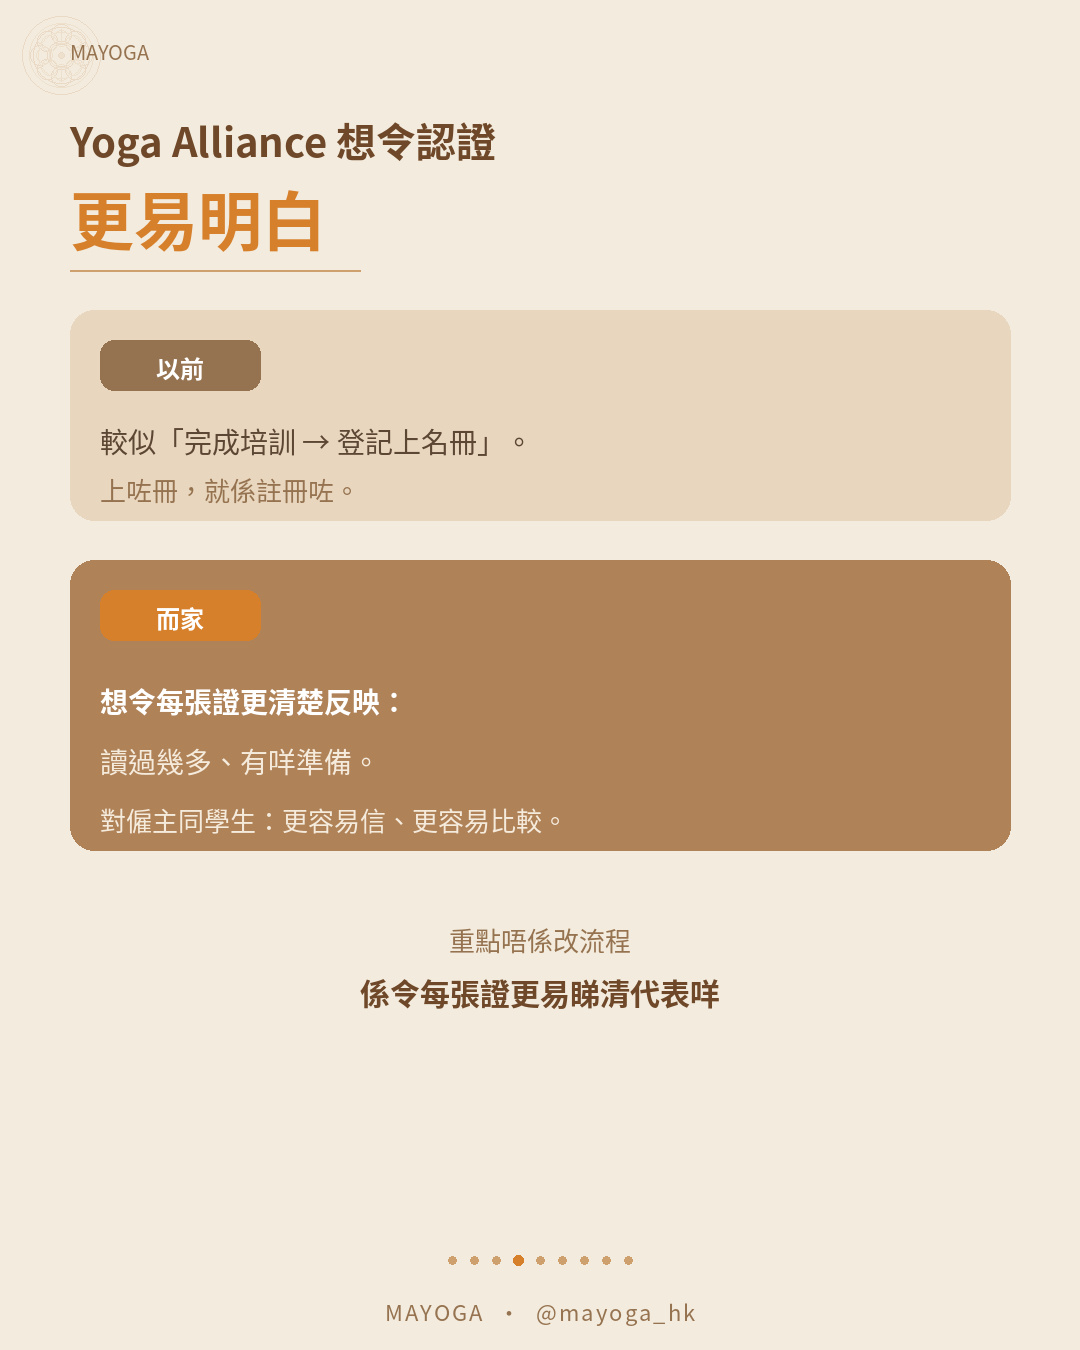 MAYOGA
Yoga Alliance 想令認證
更易明白
以前
較似「完成培訓 → 登記上名冊」。
上咗冊，就係註冊咗。
而家
想令每張證更清楚反映：
讀過幾多、有咩準備。
對僱主同學生：更容易信、更容易比較。
重點唔係改流程
係令每張證更易睇清代表咩
MAYOGA · @mayoga_hk